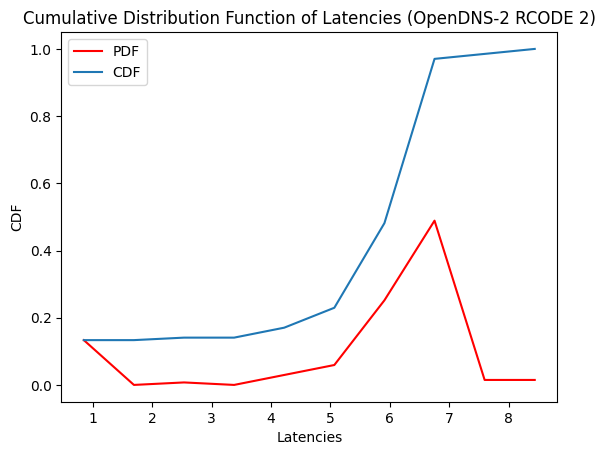 Cumulative Distribution Function of Latencies (OpenDNS-2 RCODE 2)
PDF
CDF
CDF
1.0
0.8
0.6
0.4
0.2
0.0
1 2 3 4 5 6 7 8
Latencies